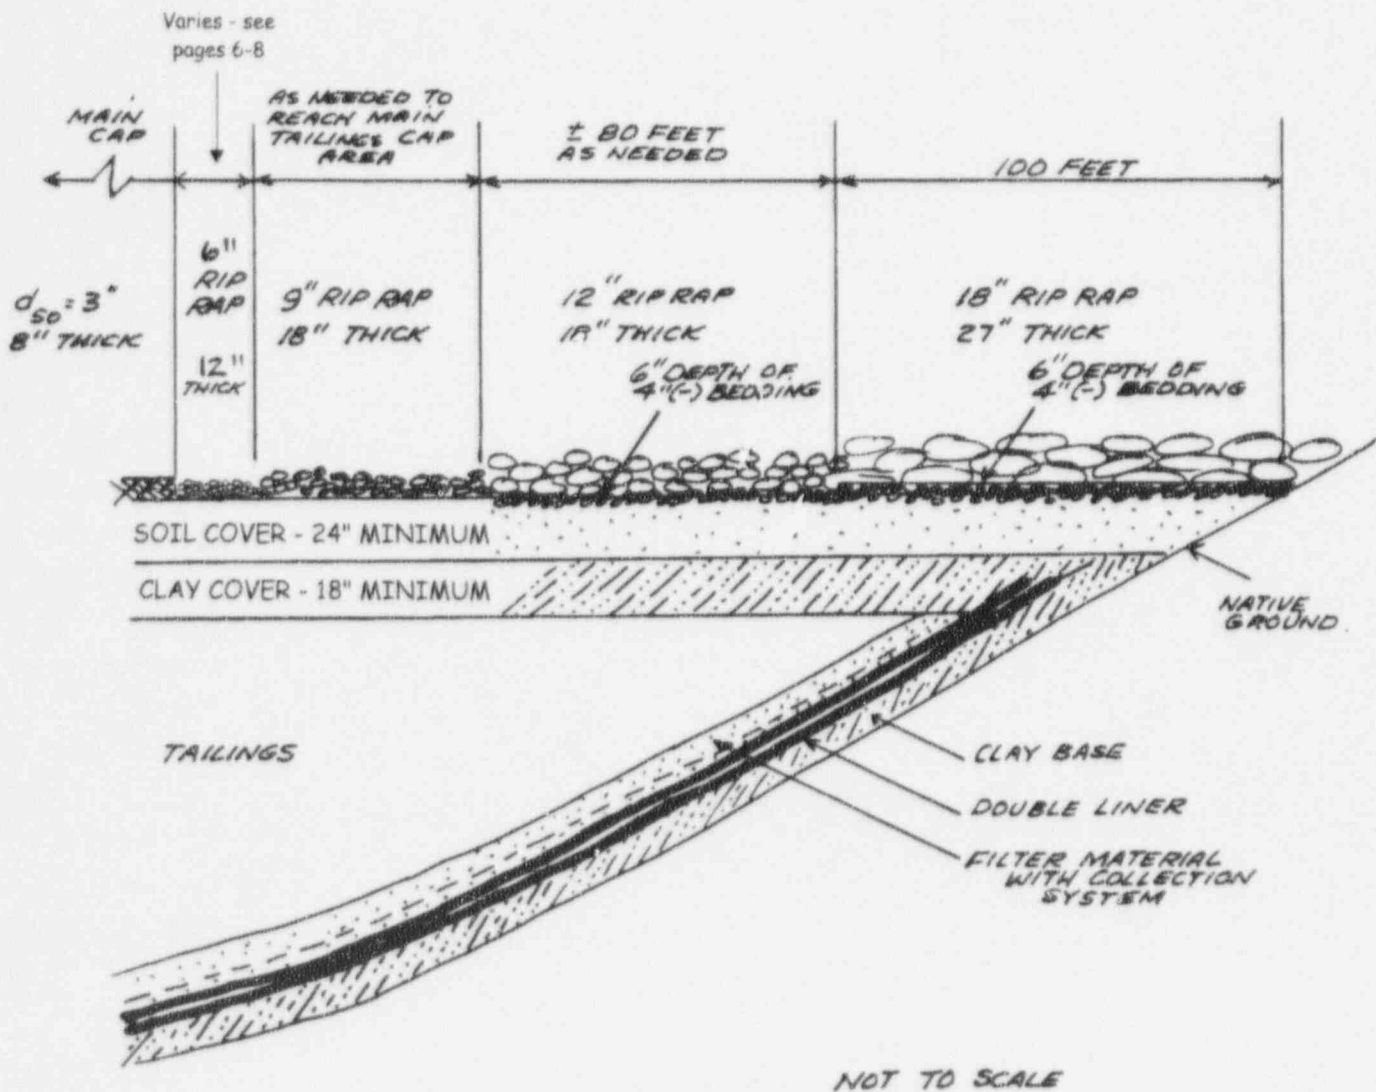 Varies - see
pages 6-8
MAIN
CAP
AS NEEDED TO
REACH MAIN
TAILINGS CAP
AREA
± 80 FEET
AS NEEDED
100 FEET
d50 = 3"
8" THICK
6"
RIP
RAP
12"
THICK
9" RIP RAP
18" THICK
12" RIP RAP
18" THICK
6" DEPTH OF
4"(-) BEDDING
18" RIP RAP
27" THICK
6" DEPTH OF
4"(-) BEDDING
SOIL COVER - 24" MINIMUM
CLAY COVER - 18" MINIMUM
NATIVE
GROUND
TAILINGS
CLAY BASE
DOUBLE LINER
FILTER MATERIAL
WITH COLLECTION
SYSTEM
NOT TO SCALE